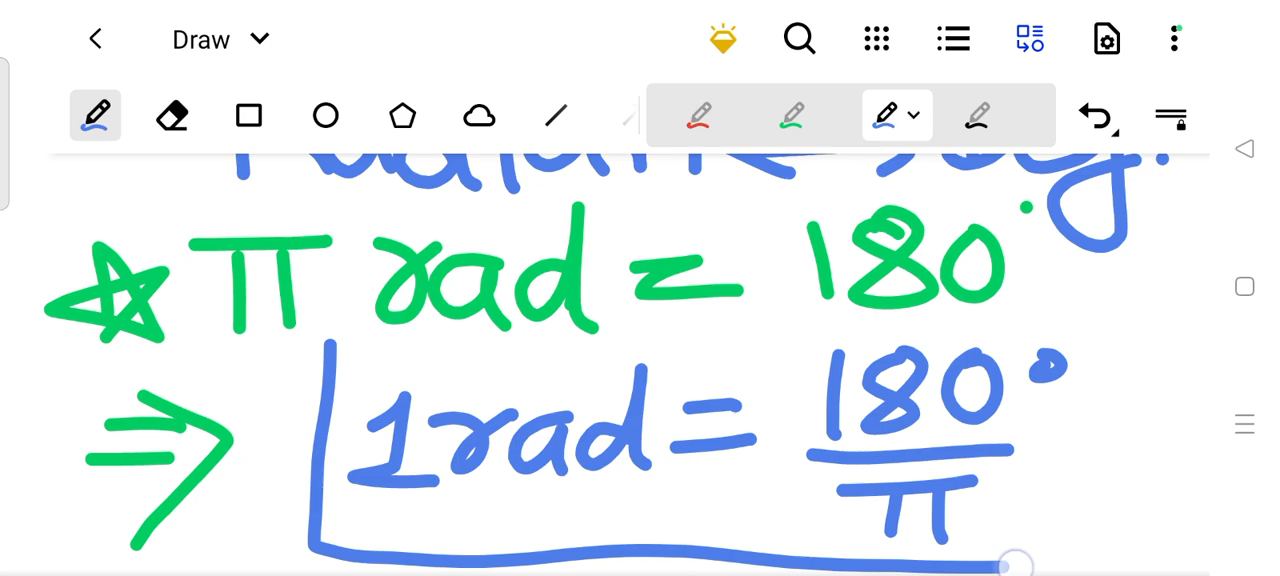 Draw
☆ π rad = 180°
⇒ 1 rad = 180°/π